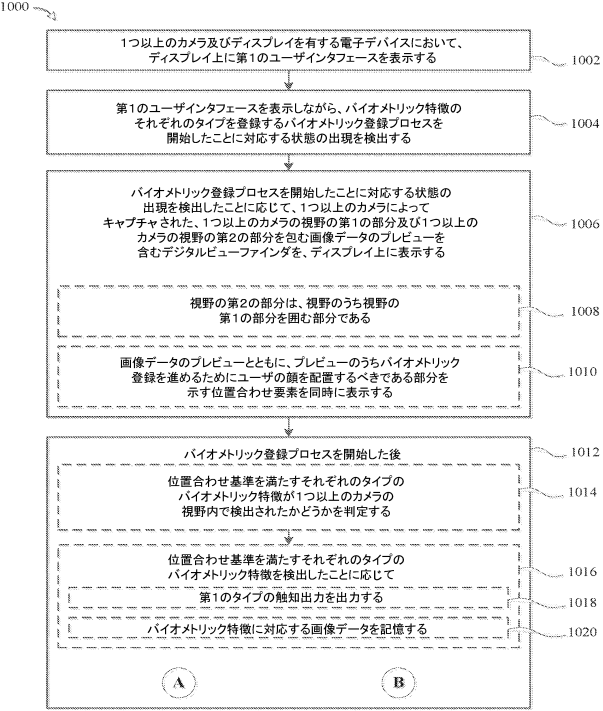 1000
1つ以上のカメラ及びディスプレイを有する電子デバイスにおいて、
ディスプレイ上に第1のユーザインタフェースを表示する
1002
第1のユーザインタフェースを表示しながら、バイオメトリック特徴の
それぞれのタイプを登録するバイオメトリック登録プロセスを
開始したことに対応する状態の出現を検出する
1004
バイオメトリック登録プロセスを開始したことに対応する状態の
出現を検出したことに応じて、1つ以上のカメラによって
キャプチャされた、1つ以上のカメラの視野の第1の部分及び1つ以上の
カメラの視野の第2の部分を包む画像データのプレビューを
含むデジタルビューファインダを、ディスプレイ上に表示する
1006
視野の第2の部分は、視野のうち視野の
第1の部分を囲む部分である
1008
画像データのプレビューとともに、プレビューのうちバイオメトリック
登録を進めるためにユーザの顔を配置するべきである部分を
示す位置合わせ要素を同時に表示する
1010
バイオメトリック登録プロセスを開始した後
1012
位置合わせ基準を満たすそれぞれのタイプの
バイオメトリック特徴が1つ以上のカメラの
視野内で検出されたかどうかを判定する
1014
位置合わせ基準を満たすそれぞれのタイプの
バイオメトリック特徴を検出したことに応じて
1016
第1のタイプの触知出力を出力する
1018
バイオメトリック特徴に対応する画像データを記憶する
1020
A
B